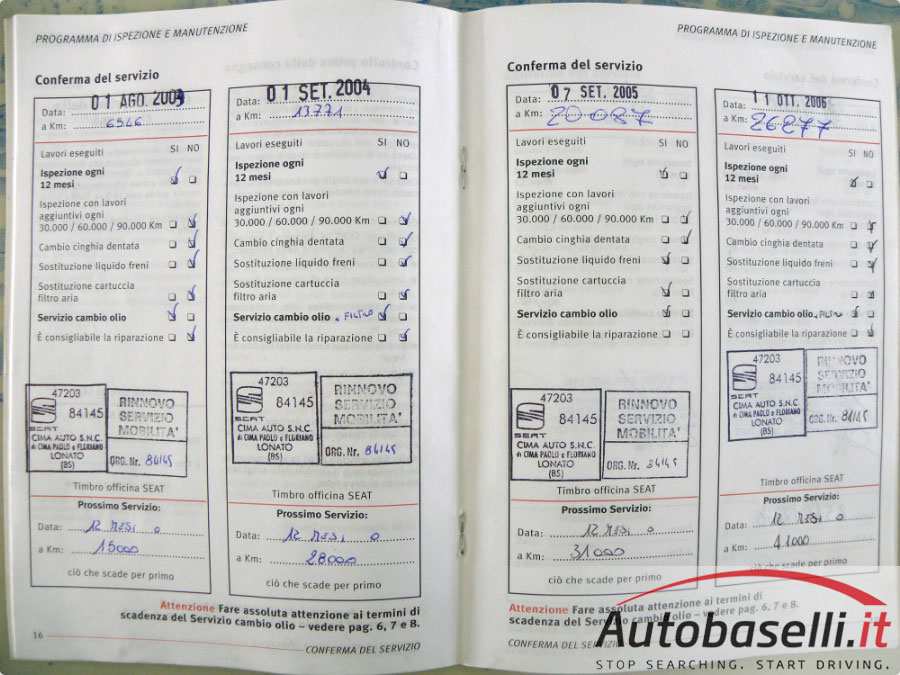 PROGRAMMA DI ISPEZIONE E MANUTENZIONE
Conferma del servizio
Data: 01 AGO. 2003
a Km: 6546
Lavori eseguiti SI NO
Ispezione ogni
12 mesi
Ispezione con lavori
aggiuntivi ogni
30.000 / 60.000 / 90.000 Km
Cambio cinghia dentata
Sostituzione liquido freni
Sostituzione cartuccia
filtro aria
Servizio cambio olio
È consigliabile la riparazione
47203
84145
SEAT
CIMA AUTO S.N.C.
di CIMA PAOLO e FLORIANO
LONATO
(BS)
RINNOVO
SERVIZIO
MOBILITA'
ORG. Nr. 84145
Timbro officina SEAT
Prossimo Servizio:
Data: 12 MESI O
a Km: 15000
ciò che scade per primo
Data: 01 SET. 2004
a Km: 13771
Lavori eseguiti SI NO
Ispezione ogni
12 mesi
Ispezione con lavori
aggiuntivi ogni
30.000 / 60.000 / 90.000 Km
Cambio cinghia dentata
Sostituzione liquido freni
Sostituzione cartuccia
filtro aria
Servizio cambio olio + FILTRO
È consigliabile la riparazione
47203
84145
SEAT
CIMA AUTO S.N.C.
di CIMA PAOLO e FLORIANO
LONATO
(BS)
RINNOVO
SERVIZIO
MOBILITA'
ORG. Nr. 84145
Timbro officina SEAT
Prossimo Servizio:
Data: 12 MESI O
a Km: 28000
ciò che scade per primo
Attenzione Fare assoluta attenzione ai termini di
scadenza del Servizio cambio olio – vedere pag. 6, 7 e 8.
16
CONFERMA DEL SERVIZIO
PROGRAMMA DI ISPEZIONE E MANUTENZIONE
Conferma del servizio
Data: 07 SET. 2005
a Km: 20087
Lavori eseguiti SI NO
Ispezione ogni
12 mesi
Ispezione con lavori
aggiuntivi ogni
30.000 / 60.000 / 90.000 Km
Cambio cinghia dentata
Sostituzione liquido freni
Sostituzione cartuccia
filtro aria
Servizio cambio olio
È consigliabile la riparazione
47203
84145
SEAT
CIMA AUTO S.N.C.
di CIMA PAOLO e FLORIANO
LONATO
(BS)
RINNOVO
SERVIZIO
MOBILITA'
ORG. Nr. 84145
Timbro officina SEAT
Prossimo Servizio:
Data: 12 MESI O
a Km: 31000
ciò che scade per primo
Data: 11 OTT. 2006
a Km: 26277
Lavori eseguiti SI NO
Ispezione ogni
12 mesi
Ispezione con lavori
aggiuntivi ogni
30.000 / 60.000 / 90.000 Km
Cambio cinghia dentata
Sostituzione liquido freni
Sostituzione cartuccia
filtro aria
Servizio cambio olio
È consigliabile la riparazione
47203
84145
SEAT
CIMA AUTO S.N.C.
di CIMA PAOLO e FLORIANO
LONATO
(BS)
RINNOVO
SERVIZIO
MOBILITA'
ORG. Nr. 84145
Timbro officina SEAT
Prossimo Servizio:
Data: 12 MESI O
a Km: 41000
ciò che scade per primo
Attenzione Fare assoluta attenzione ai termini di
scadenza del Servizio cambio olio – vedere pag. 6, 7 e 8.
CONFERMA DEL SERVIZIO
Autobaselli.it
STOP SEARCHING. START DRIVING.